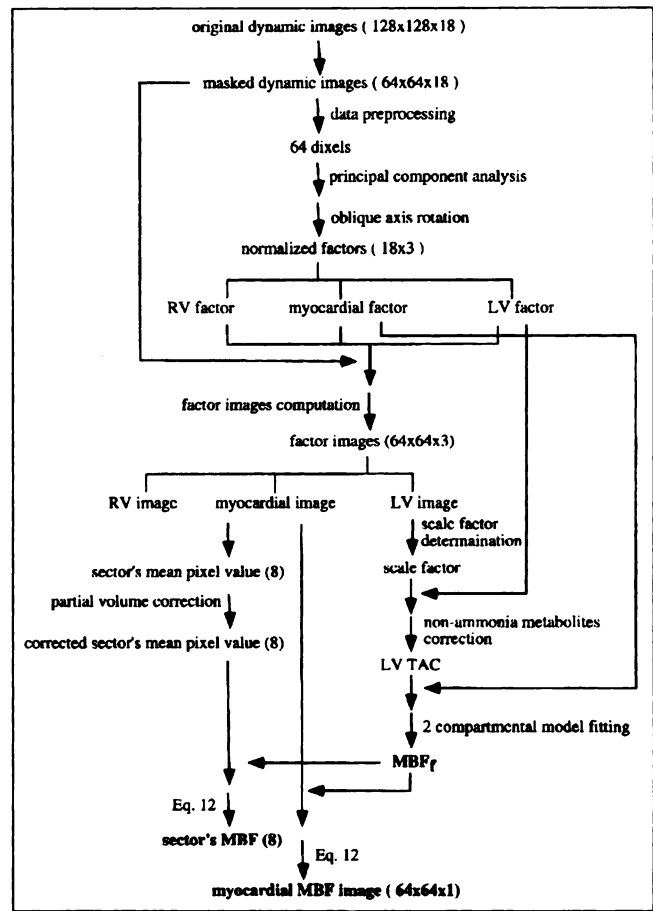 original dynamic images ( 128x128x18 )
masked dynamic images ( 64x64x18 )
data preprocessing
64 dixels
principal component analysis
oblique axis rotation
normalized factors ( 18x3 )
RV factor myocardial factor LV factor
factor images computation
factor images (64x64x3)
RV image myocardial image LV image
scale factor
determaination
sector's mean pixel value (8) scale factor
partial volume correction
non-ammonia metabolites
correction
corrected sector's mean pixel value (8)
LV TAC
2 compartmental model fitting
MBFf
Eq. 12
sector's MBF (8)
Eq. 12
myocardial MBF image ( 64x64x1)